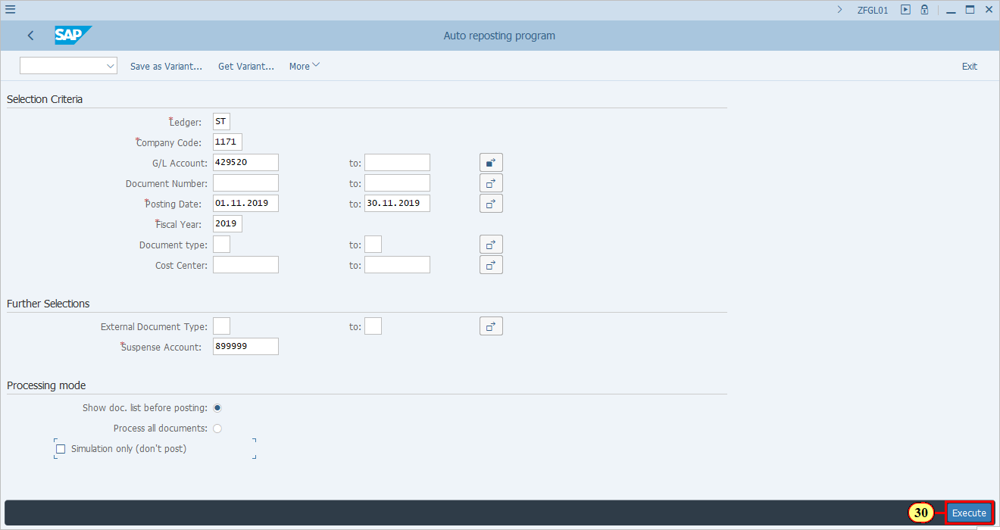 ZFGL01
SAP Auto reposting program
Save as Variant... Get Variant... More Exit
Selection Criteria
*Ledger: ST
*Company Code: 1171
G/L Account: 429520 to:
Document Number: to:
*Posting Date: 01.11.2019 to: 30.11.2019
*Fiscal Year: 2019
Document type: to:
Cost Center: to:
Further Selections
External Document Type: to:
*Suspense Account: 899999
Processing mode
Show doc. list before posting:
Process all documents:
Simulation only (don't post)
30 Execute